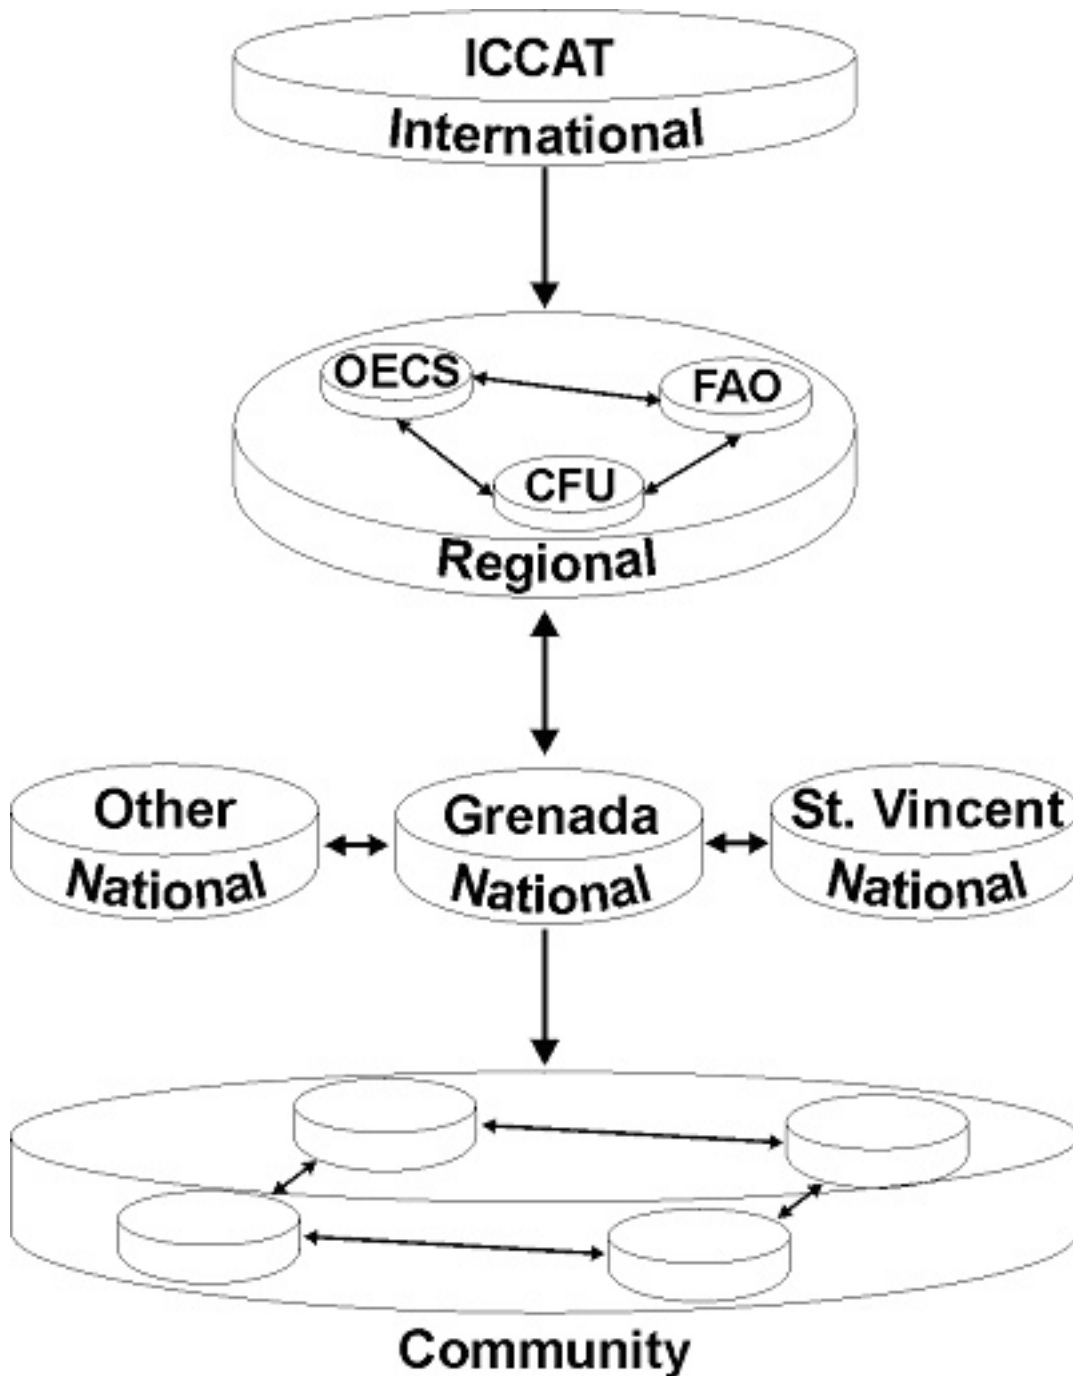 ICCAT
International
OECS
FAO
CFU
Regional
Other
National
Grenada
National
St. Vincent
National
Community